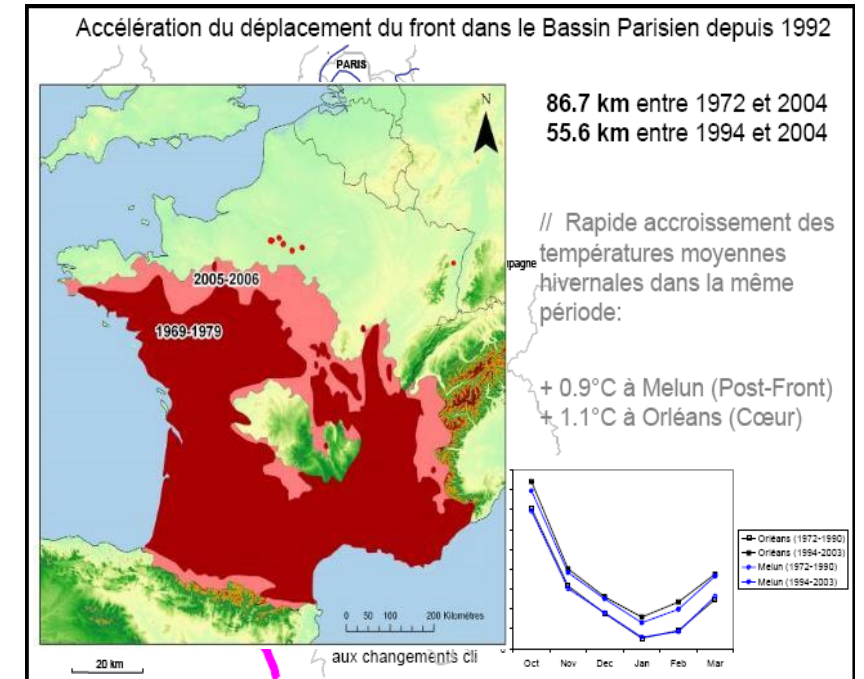 Accélération du déplacement du front dans le Bassin Parisien depuis 1992
PARIS
N
86.7 km entre 1972 et 2004
55.6 km entre 1994 et 2004
// Rapide accroissement des
températures moyennes
hivernales dans la même
période:
pagne
2005-2006
1969-1979
+ 0.9°C à Melun (Post-Front)
+ 1.1°C à Orléans (Cœur)
Orléans (1972-1990)
Orléans (1994-2003)
Melun (1972-1990)
Melun (1994-2003)
0 50 100 200 Kilomètres
aux changements cli
20 km
Oct Nov Dec Jan Feb Mar